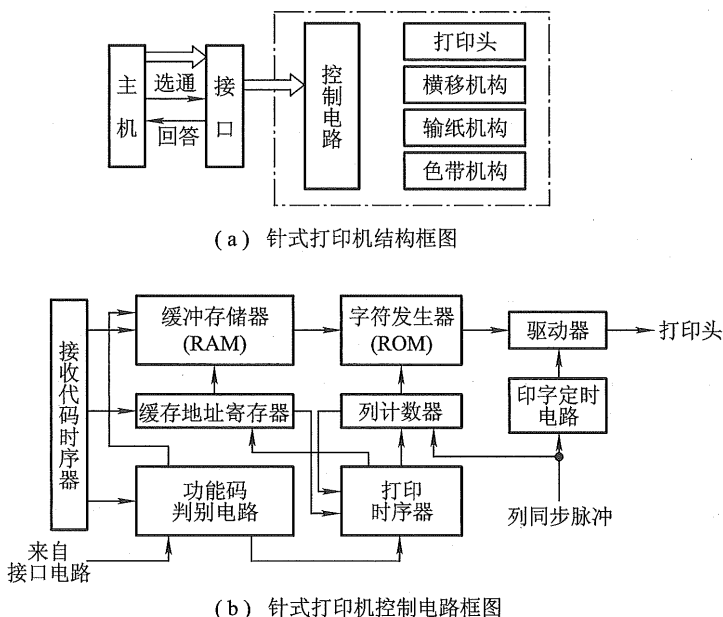 主机
选通
回答
接口
控制电路
打印头
横移机构
输纸机构
色带机构
(a) 针式打印机结构框图
接收代码时序器
缓冲存储器
(RAM)
字符发生器
(ROM)
驱动器
打印头
缓存地址寄存器
列计数器
印字定时
电路
功能码
判别电路
打印
时序器
列同步脉冲
来自
接口电路
(b) 针式打印机控制电路框图